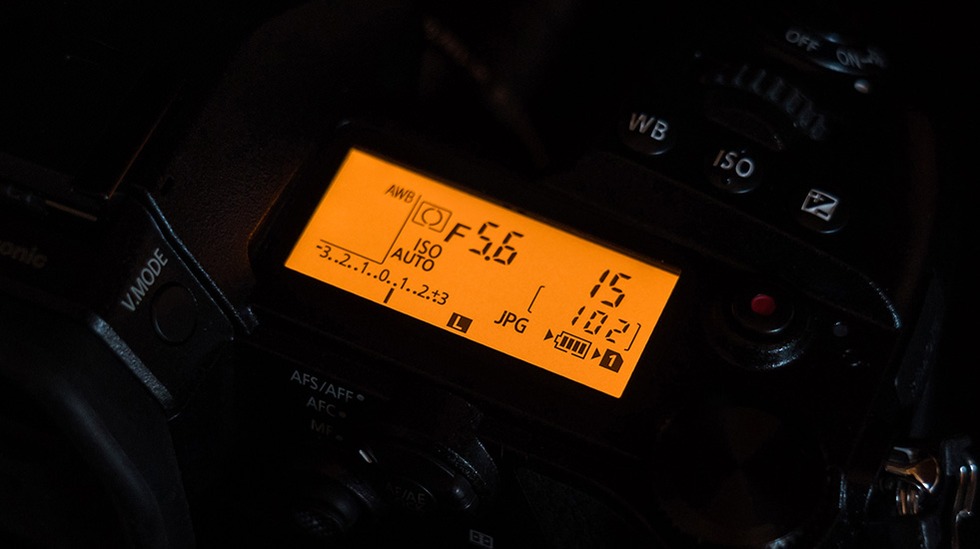 OFF ON
WB
ISO
AWB
F5.6
ISO
AUTO
-3..2..1..0..1..2.+3
15
[102]
L
JPG
1
V.MODE
AFS/AFF
AFC
MF